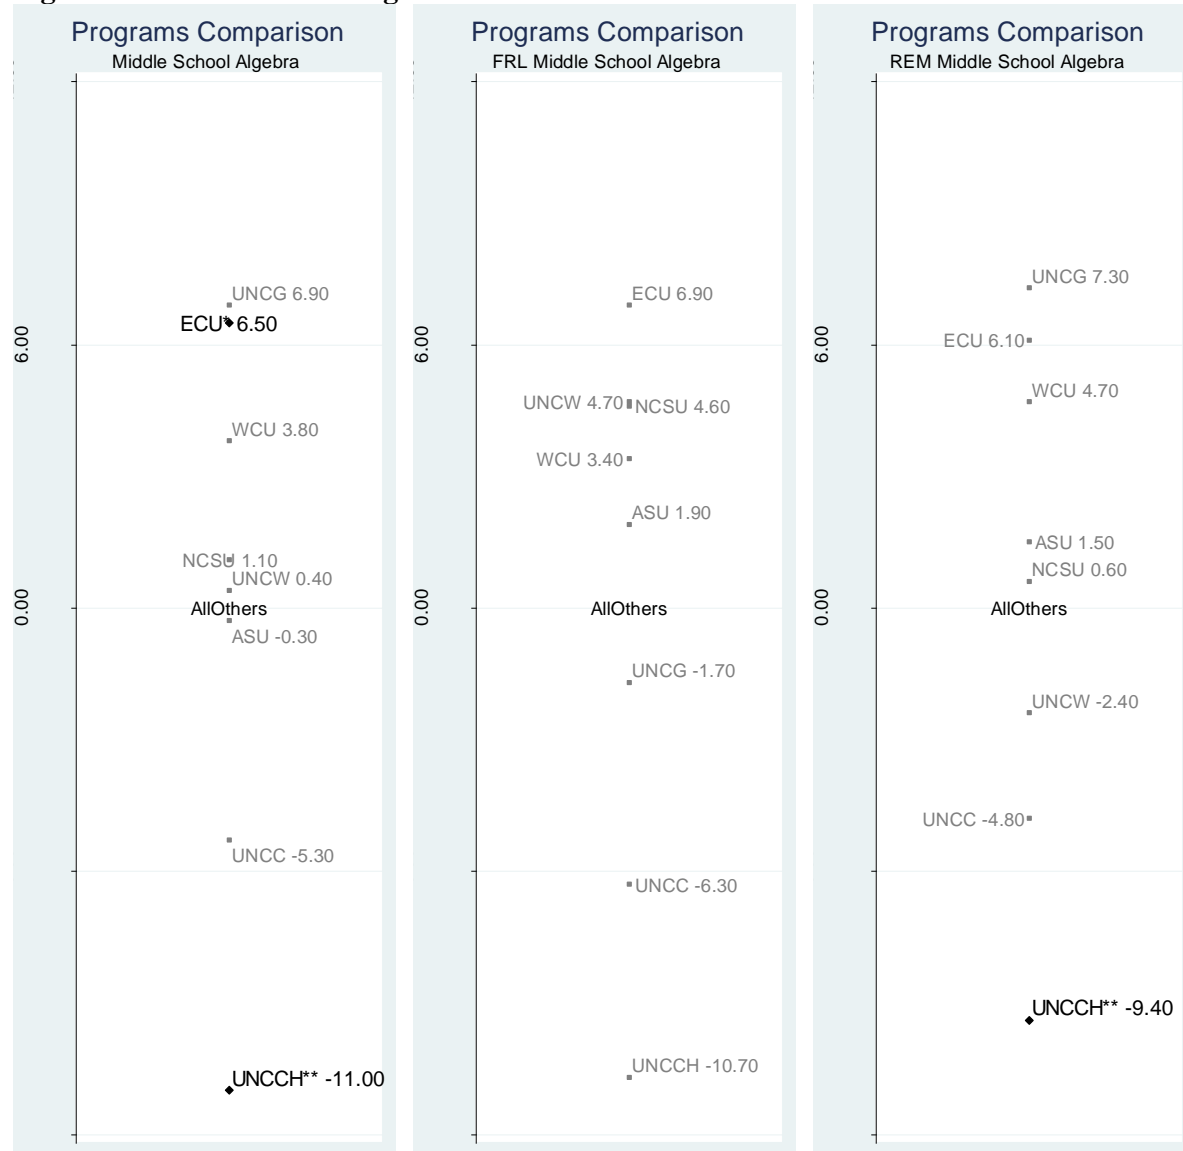 Programs Comparison
Middle School Algebra
6.00
0.00
UNCG 6.90
ECU* 6.50
WCU 3.80
NCSU 1.10
UNCW 0.40
AllOthers
ASU -0.30
UNCC -5.30
UNCCH** -11.00
Programs Comparison
FRL Middle School Algebra
6.00
0.00
ECU 6.90
UNCW 4.70 NCSU 4.60
WCU 3.40
ASU 1.90
AllOthers
UNCG -1.70
UNCC -6.30
UNCCH -10.70
Programs Comparison
REM Middle School Algebra
6.00
0.00
UNCG 7.30
ECU 6.10
WCU 4.70
ASU 1.50
NCSU 0.60
AllOthers
UNCW -2.40
UNCC -4.80
UNCCH** -9.40